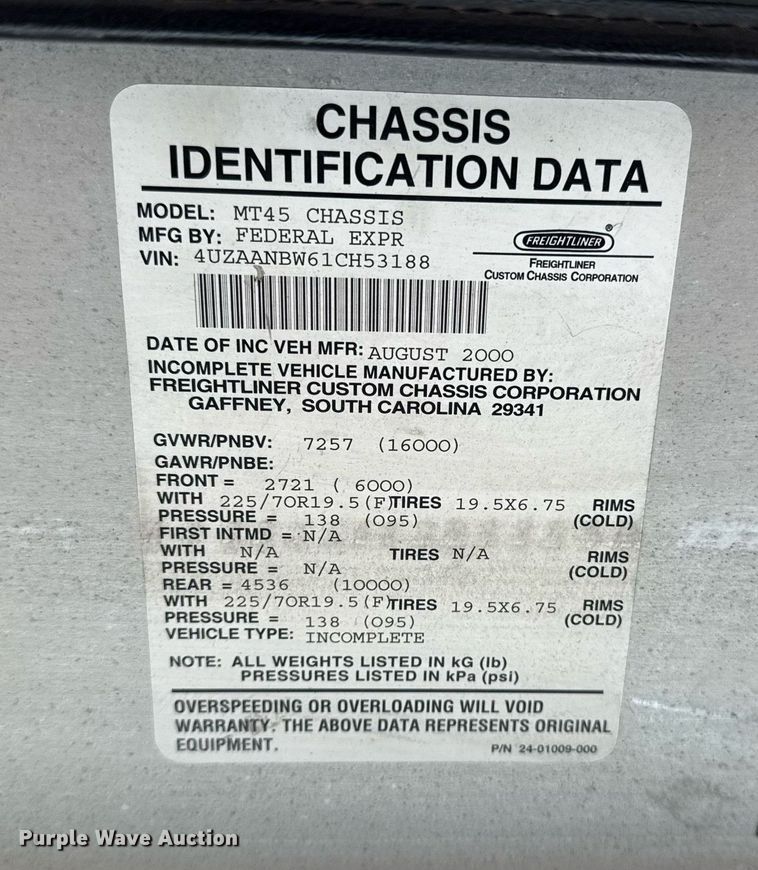 CHASSIS
IDENTIFICATION DATA
MODEL: MT45 CHASSIS
MFG BY: FEDERAL EXPR
VIN: 4UZAANBW61CH53188
FREIGHTLINER®
FREIGHTLINER
CUSTOM CHASSIS CORPORATION
DATE OF INC VEH MFR: AUGUST 2000
INCOMPLETE VEHICLE MANUFACTURED BY:
FREIGHTLINER CUSTOM CHASSIS CORPORATION
GAFFNEY, SOUTH CAROLINA 29341
GVWR/PNBV: 7257 (16000)
GAWR/PNBE:
FRONT = 2721 ( 6000)
WITH 225/70R19.5(F)TIRES 19.5X6.75 RIMS
PRESSURE = 138 (095) (COLD)
FIRST INTMD = N/A
WITH N/A TIRES N/A RIMS
PRESSURE = N/A (COLD)
REAR = 4536 (10000)
WITH 225/70R19.5(F)TIRES 19.5X6.75 RIMS
PRESSURE = 138 (095) (COLD)
VEHICLE TYPE: INCOMPLETE
NOTE: ALL WEIGHTS LISTED IN kG (lb)
PRESSURES LISTED IN kPa (psi)
OVERSPEEDING OR OVERLOADING WILL VOID
WARRANTY. THE ABOVE DATA REPRESENTS ORIGINAL
EQUIPMENT. P/N 24-01009-000
Purple Wave Auction